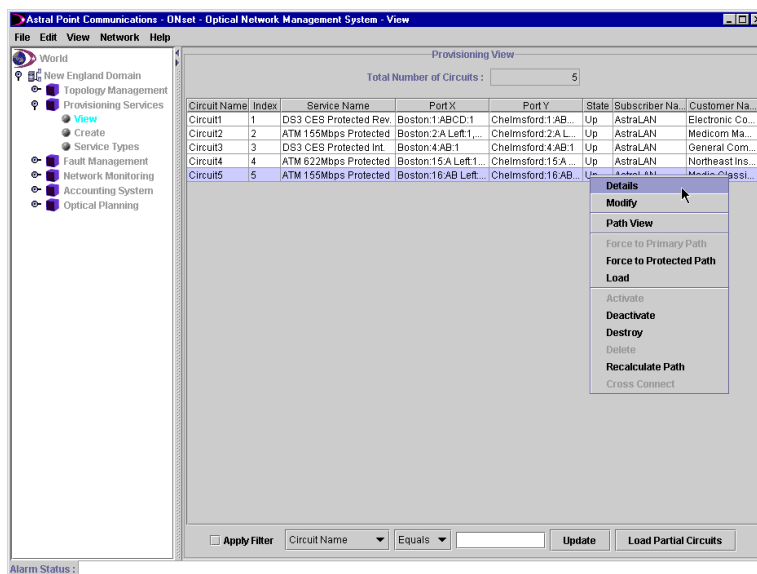 Astral Point Communications - ONset - Optical Network Management System - View
File Edit View Network Help
World
New England Domain
Topology Management
Provisioning Services
View
Create
Service Types
Fault Management
Network Monitoring
Accounting System
Optical Planning
Provisioning View
Total Number of Circuits : 5
Circuit Name Index Service Name Port X Port Y State Subscriber Na... Customer Na...
Circuit1 1 DS3 CES Protected Rev. Boston:1:ABCD:1 Chelmsford:1:AB... Up AstraLAN Electronic Co...
Circuit2 2 ATM 155Mbps Protected Boston:2:A Left:1,... Chelmsford:2:A L... Up AstraLAN Medicom Ma...
Circuit3 3 DS3 CES Protected Int. Boston:4:AB:1 Chelmsford:4:AB:1 Up AstraLAN General Com...
Circuit4 4 ATM 622Mbps Protected Boston:15:A Left:1... Chelmsford:15:A ... Up AstraLAN Northeast Ins...
Circuit5 5 ATM 155Mbps Protected Boston:16:AB Left:... Chelmsford:16:AB... Up AstraLAN Media Classi...
Details
Modify
Path View
Force to Primary Path
Force to Protected Path
Load
Activate
Deactivate
Destroy
Delete
Recalculate Path
Cross Connect
Apply Filter Circuit Name Equals Update Load Partial Circuits
Alarm Status :